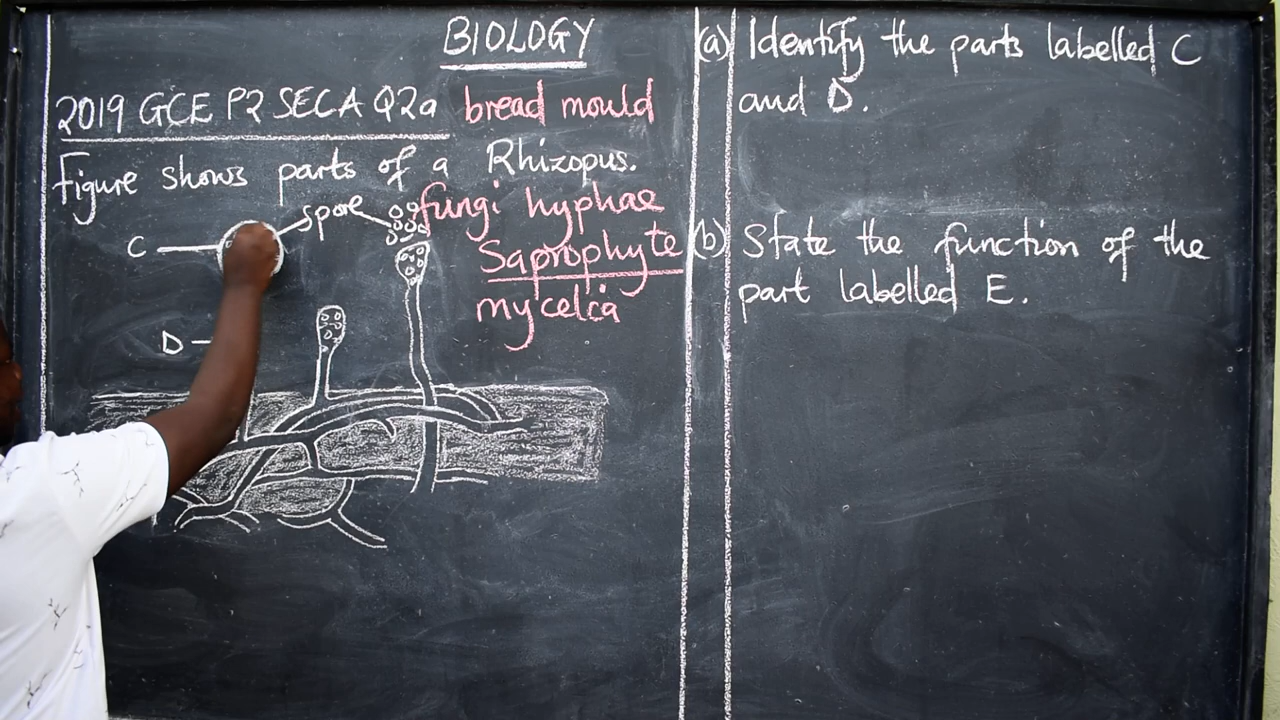 BIOLOGY
2019 GCE P2 SEC A Q2a bread mould
Figure shows parts of a Rhizopus.
spore
fungi hyphae
Saprophyte
mycelia
C
D
(a) Identify the parts labelled C
and D.
(b) State the function of the
part labelled E.